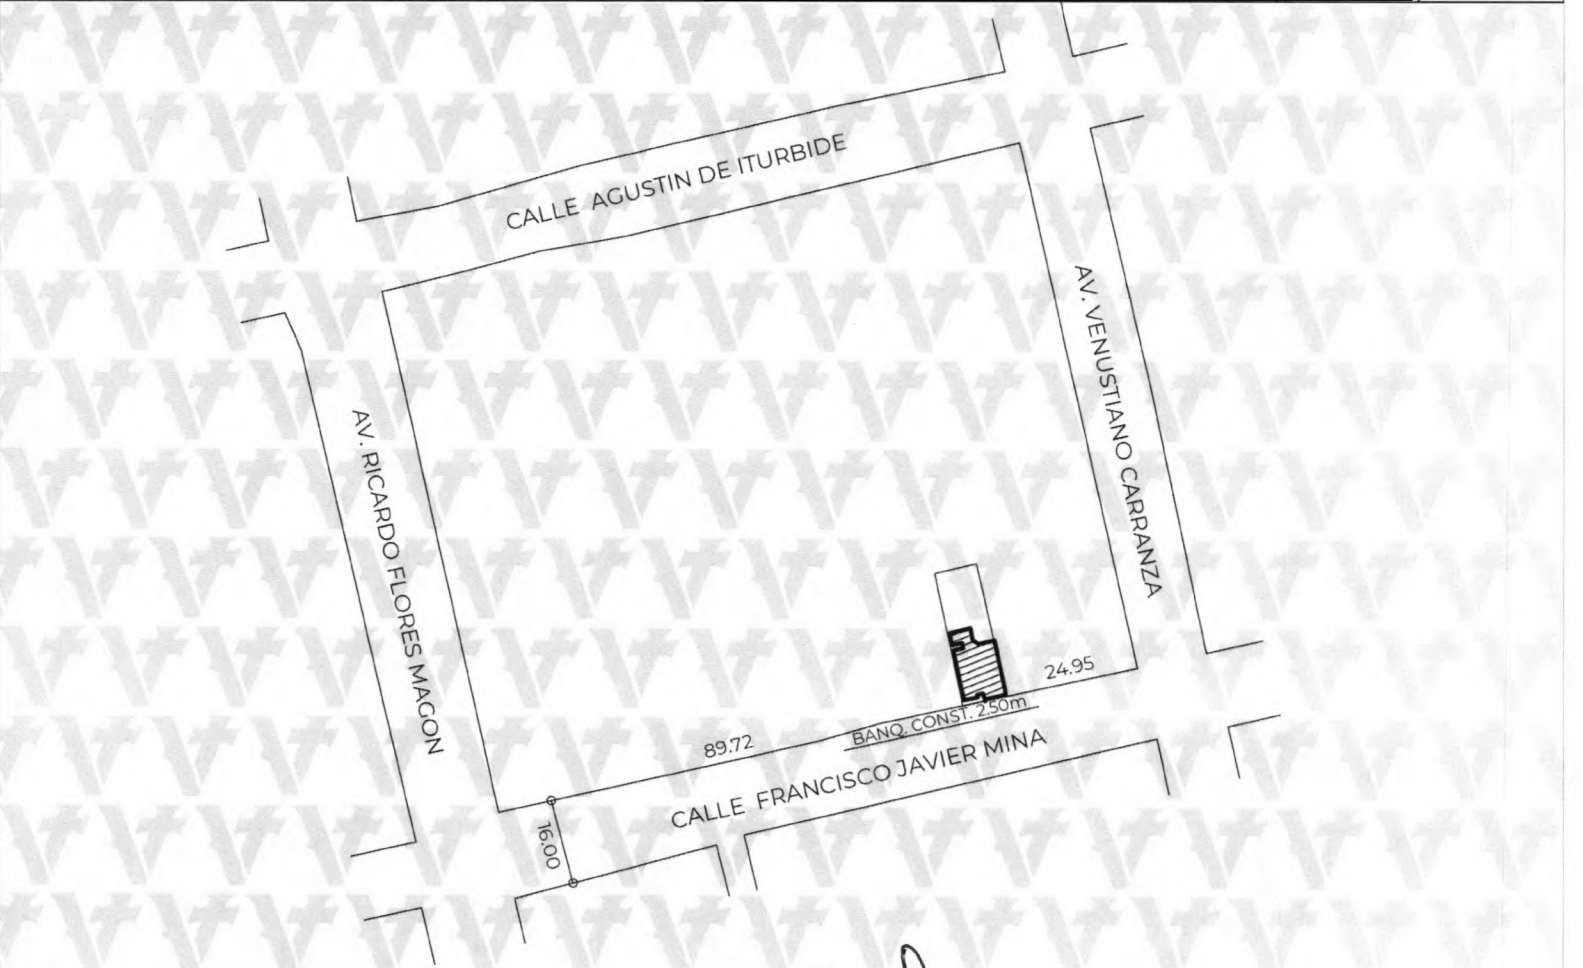 CALLE AGUSTIN DE ITURBIDE
AV. VENUSTIANO CARRANZA
AV. RICARDO FLORES MAGON
24.95
BANQ. CONST. 2.50m
89.72
CALLE FRANCISCO JAVIER MINA
16.00